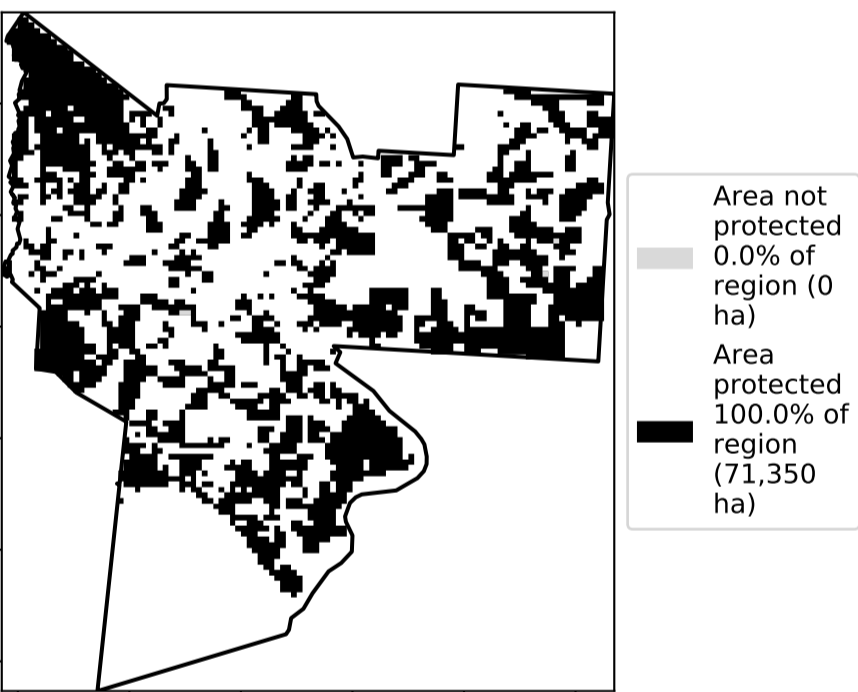 Area not
protected
0.0% of
region (0
ha)
Area
protected
100.0% of
region
(71,350
ha)